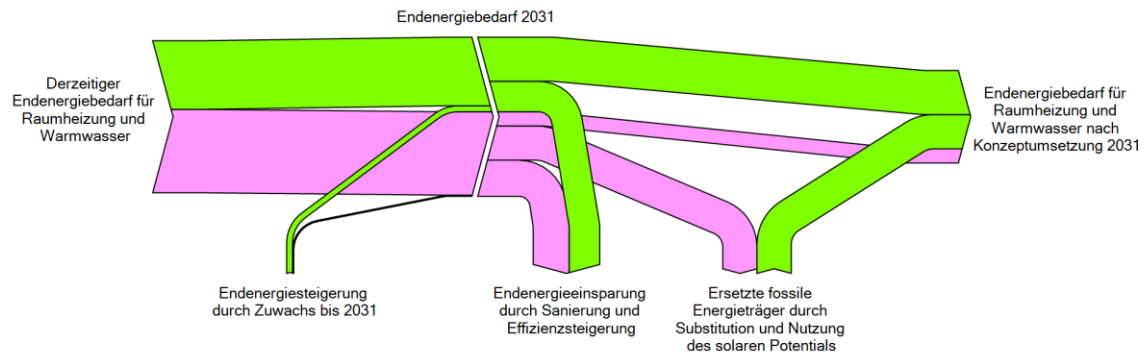 Endenergiebedarf 2031
Derzeitiger
Endenergiebedarf für
Raumheizung und
Warmwasser
Endenergiebedarf für
Raumheizung und
Warmwasser nach
Konzeptumsetzung 2031
Endenergiesteigerung
durch Zuwachs bis 2031
Endenergieeinsparung
durch Sanierung und
Effizienzsteigerung
Ersetzte fossile
Energieträger durch
Substitution und Nutzung
des solaren Potentials